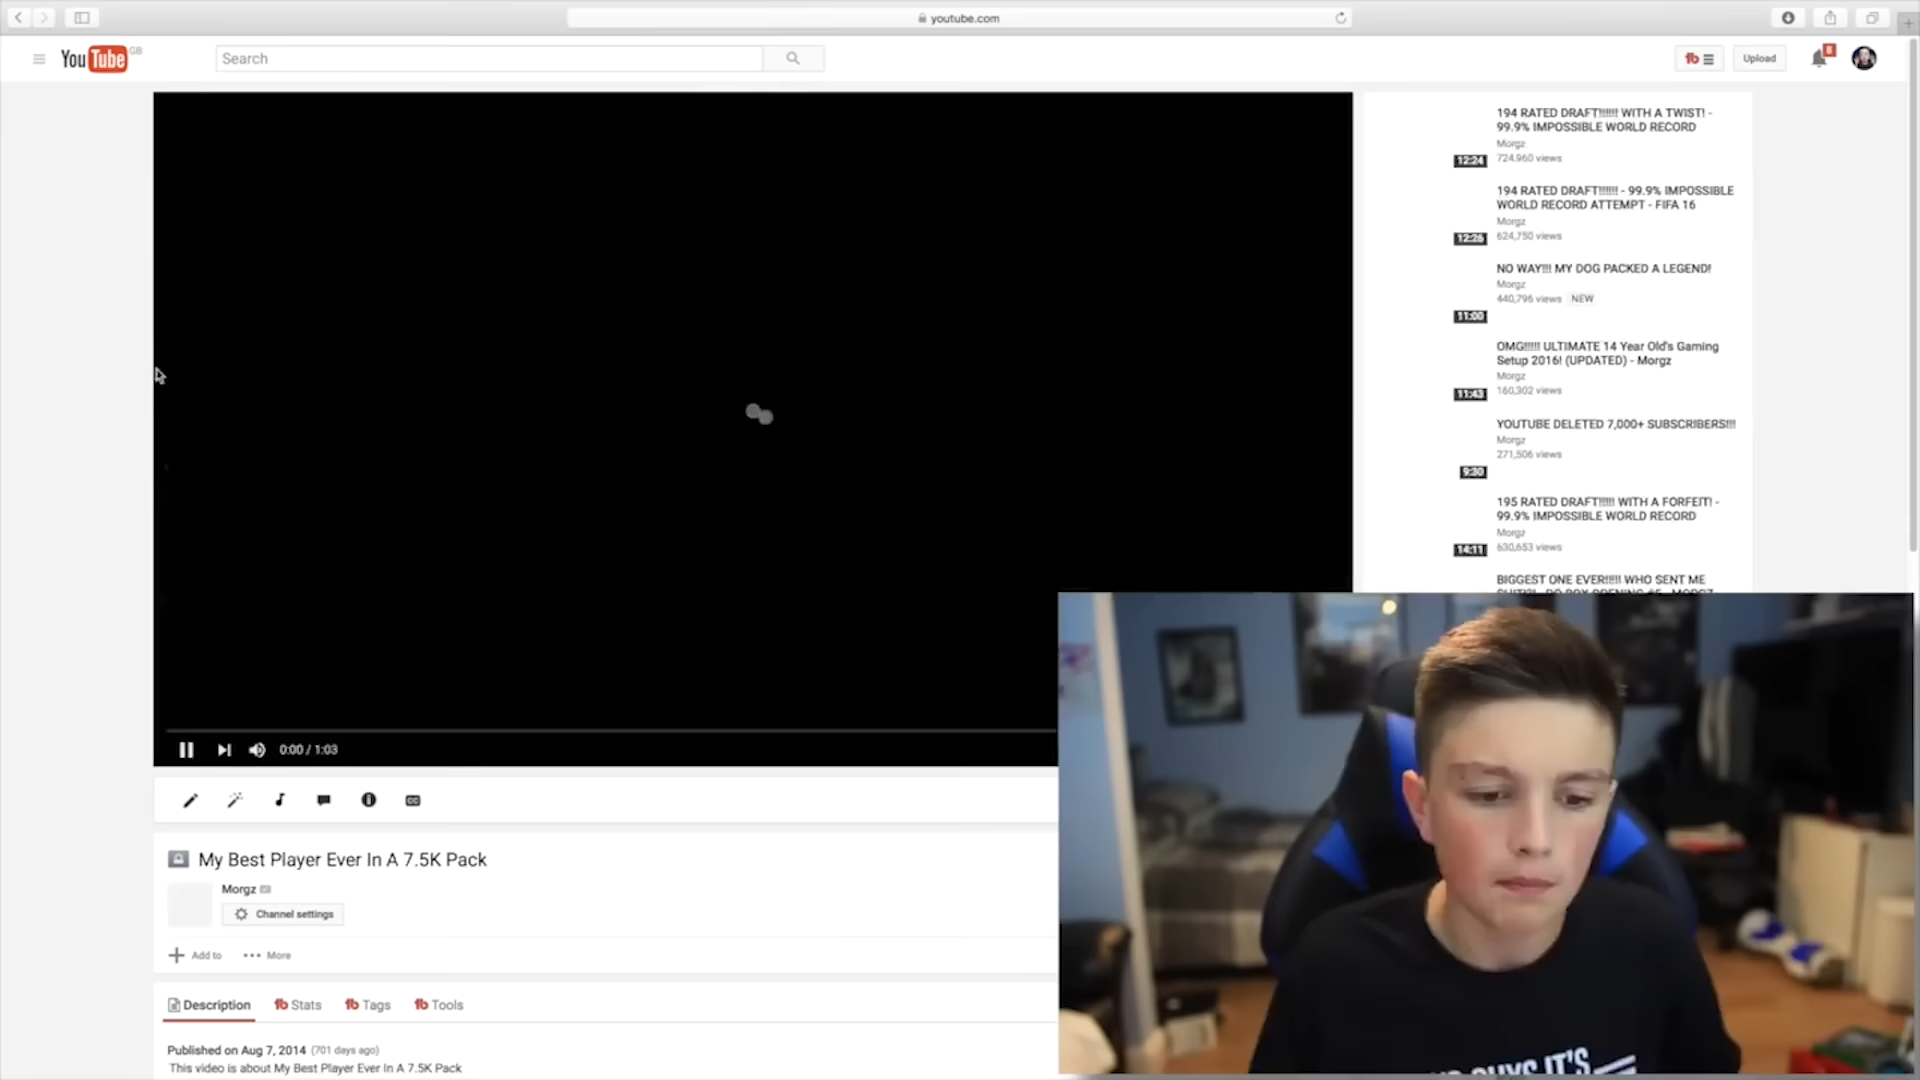 youtube.com
YouTube GB
Search
Upload
8
194 RATED DRAFT!!!!!! WITH A TWIST! -
99.9% IMPOSSIBLE WORLD RECORD
Morgz
724,960 views
12:24
194 RATED DRAFT!!!!!! - 99.9% IMPOSSIBLE
WORLD RECORD ATTEMPT - FIFA 16
Morgz
624,750 views
12:26
NO WAY!!! MY DOG PACKED A LEGEND!
Morgz
440,796 views NEW
11:00
OMG!!!!! ULTIMATE 14 Year Old's Gaming
Setup 2016! (UPDATED) - Morgz
Morgz
160,302 views
11:43
YOUTUBE DELETED 7,000+ SUBSCRIBERS!!!
Morgz
271,506 views
9:30
195 RATED DRAFT!!!!! WITH A FORFEIT! -
99.9% IMPOSSIBLE WORLD RECORD
Morgz
630,653 views
14:11
BIGGEST ONE EVER!!!!! WHO SENT ME
0:00 / 1:03
CC
My Best Player Ever In A 7.5K Pack
Morgz
Channel settings
Add to
More
Description
Stats
Tags
Tools
Published on Aug 7, 2014 (701 days ago)
This video is about My Best Player Ever In A 7.5K Pack
GUYS IT'S